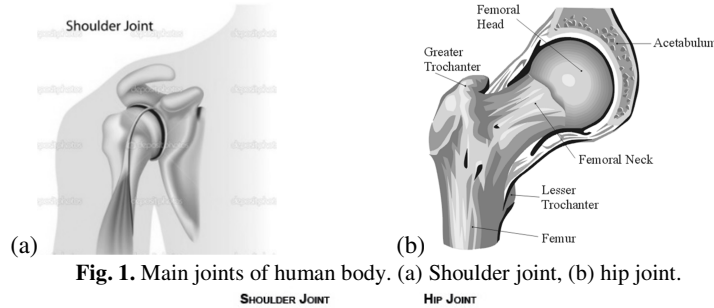 Shoulder Joint
(a)
Femoral
Head
Acetabulum
Greater
Trochanter
Femoral Neck
Lesser
Trochanter
Femur
(b)
Fig. 1. Main joints of human body. (a) Shoulder joint, (b) hip joint.
SHOULDER JOINT
HIP JOINT